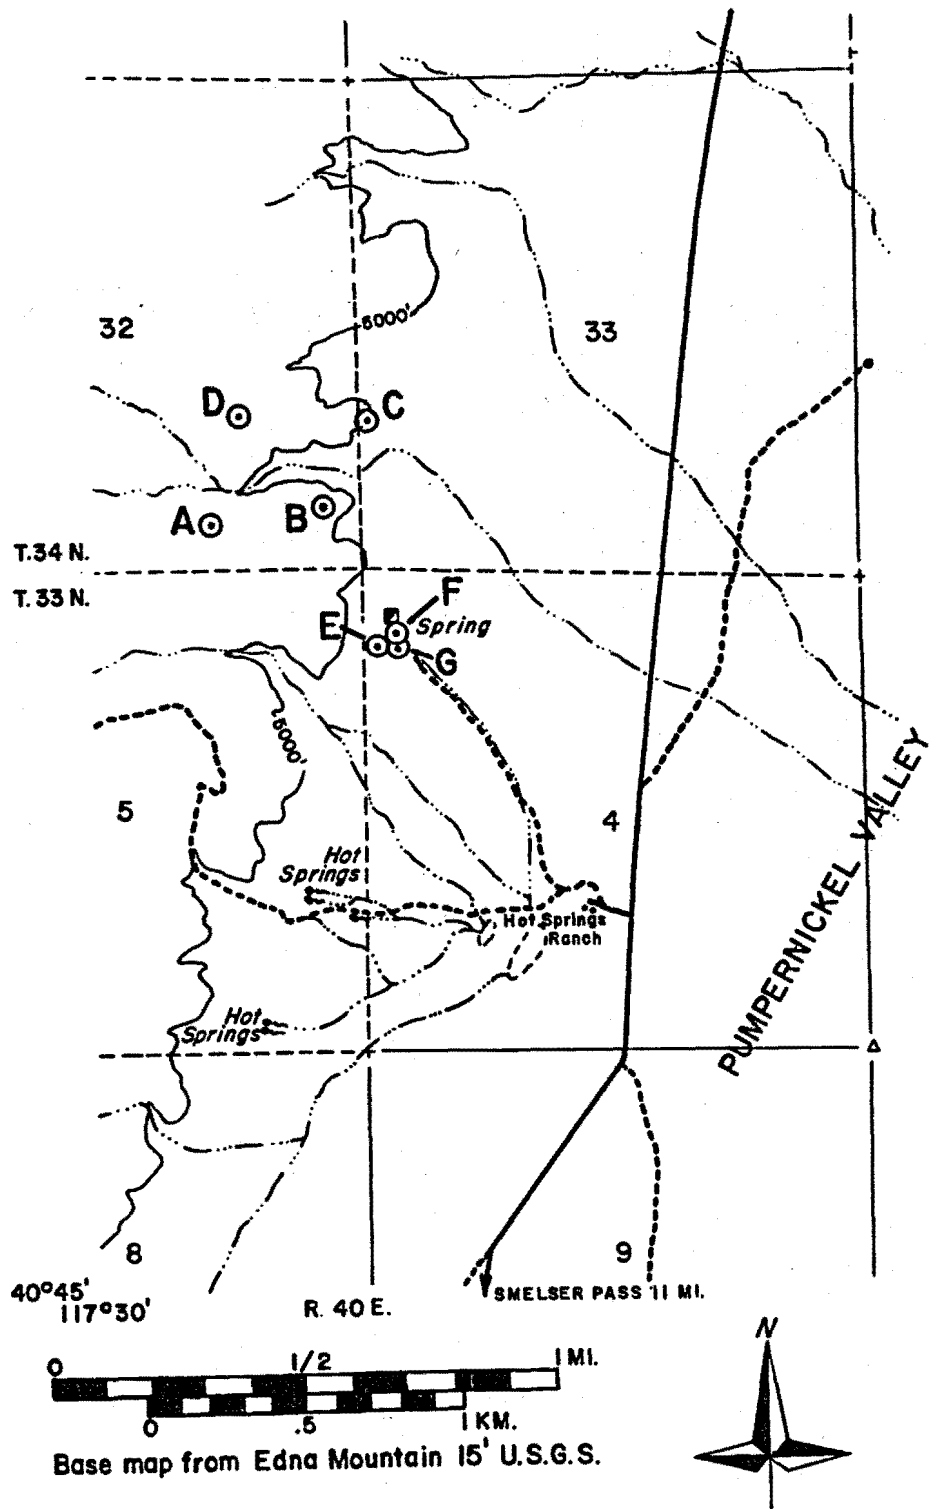 32
5000'
33
D
C
A
B
T.34 N.
T.33 N.
F
E
Spring
G
5000'
5
4
PUMPERNICKEL VALLEY
Hot
Springs
Hot Springs
Ranch
Hot
Springs
8
9
40°45'
117°30'
R. 40 E.
SMELSER PASS 11 MI.
N
0
1/2
1 MI.
0
.5
1 KM.
Base map from Edna Mountain 15' U.S.G.S.